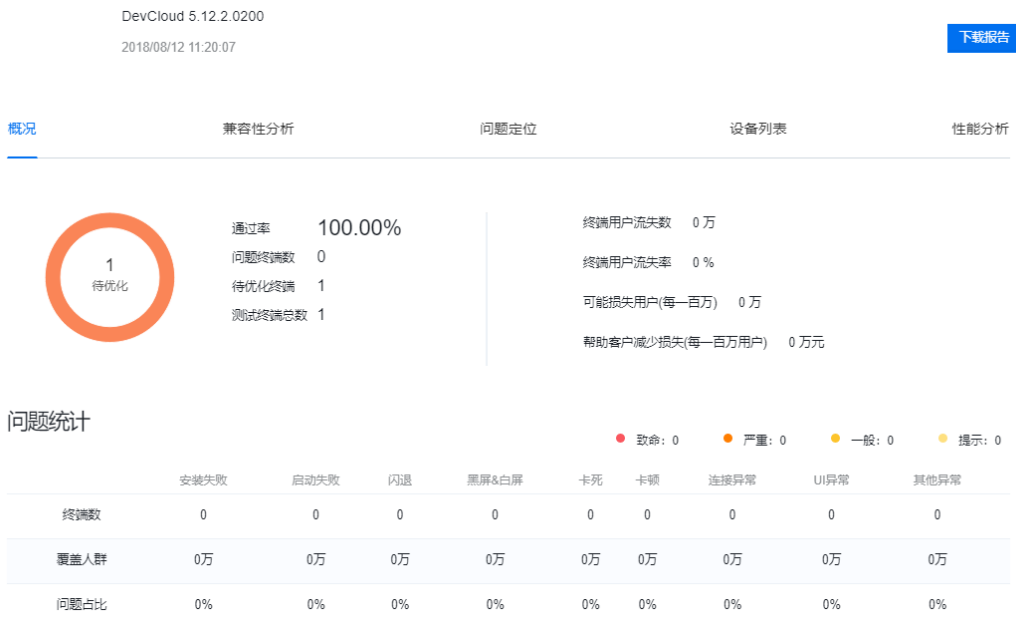 DevCloud 5.12.2.0200
2018/08/12 11:20:07
下载报告
概况 兼容性分析 问题定位 设备列表 性能分析
1
待优化
通过率 100.00%
问题终端数 0
待优化终端 1
测试终端总数 1
终端用户流失数 0 万
终端用户流失率 0 %
可能损失用户(每一百万) 0 万
帮助客户减少损失(每一百万用户) 0 万元
问题统计
致命: 0 严重: 0 一般: 0 提示: 0
安装失败 启动失败 闪退 黑屏&白屏 卡死 卡顿 连接异常 UI异常 其他异常
终端数 0 0 0 0 0 0 0 0 0
覆盖人群 0万 0万 0万 0万 0万 0万 0万 0万 0万
问题占比 0% 0% 0% 0% 0% 0% 0% 0% 0%